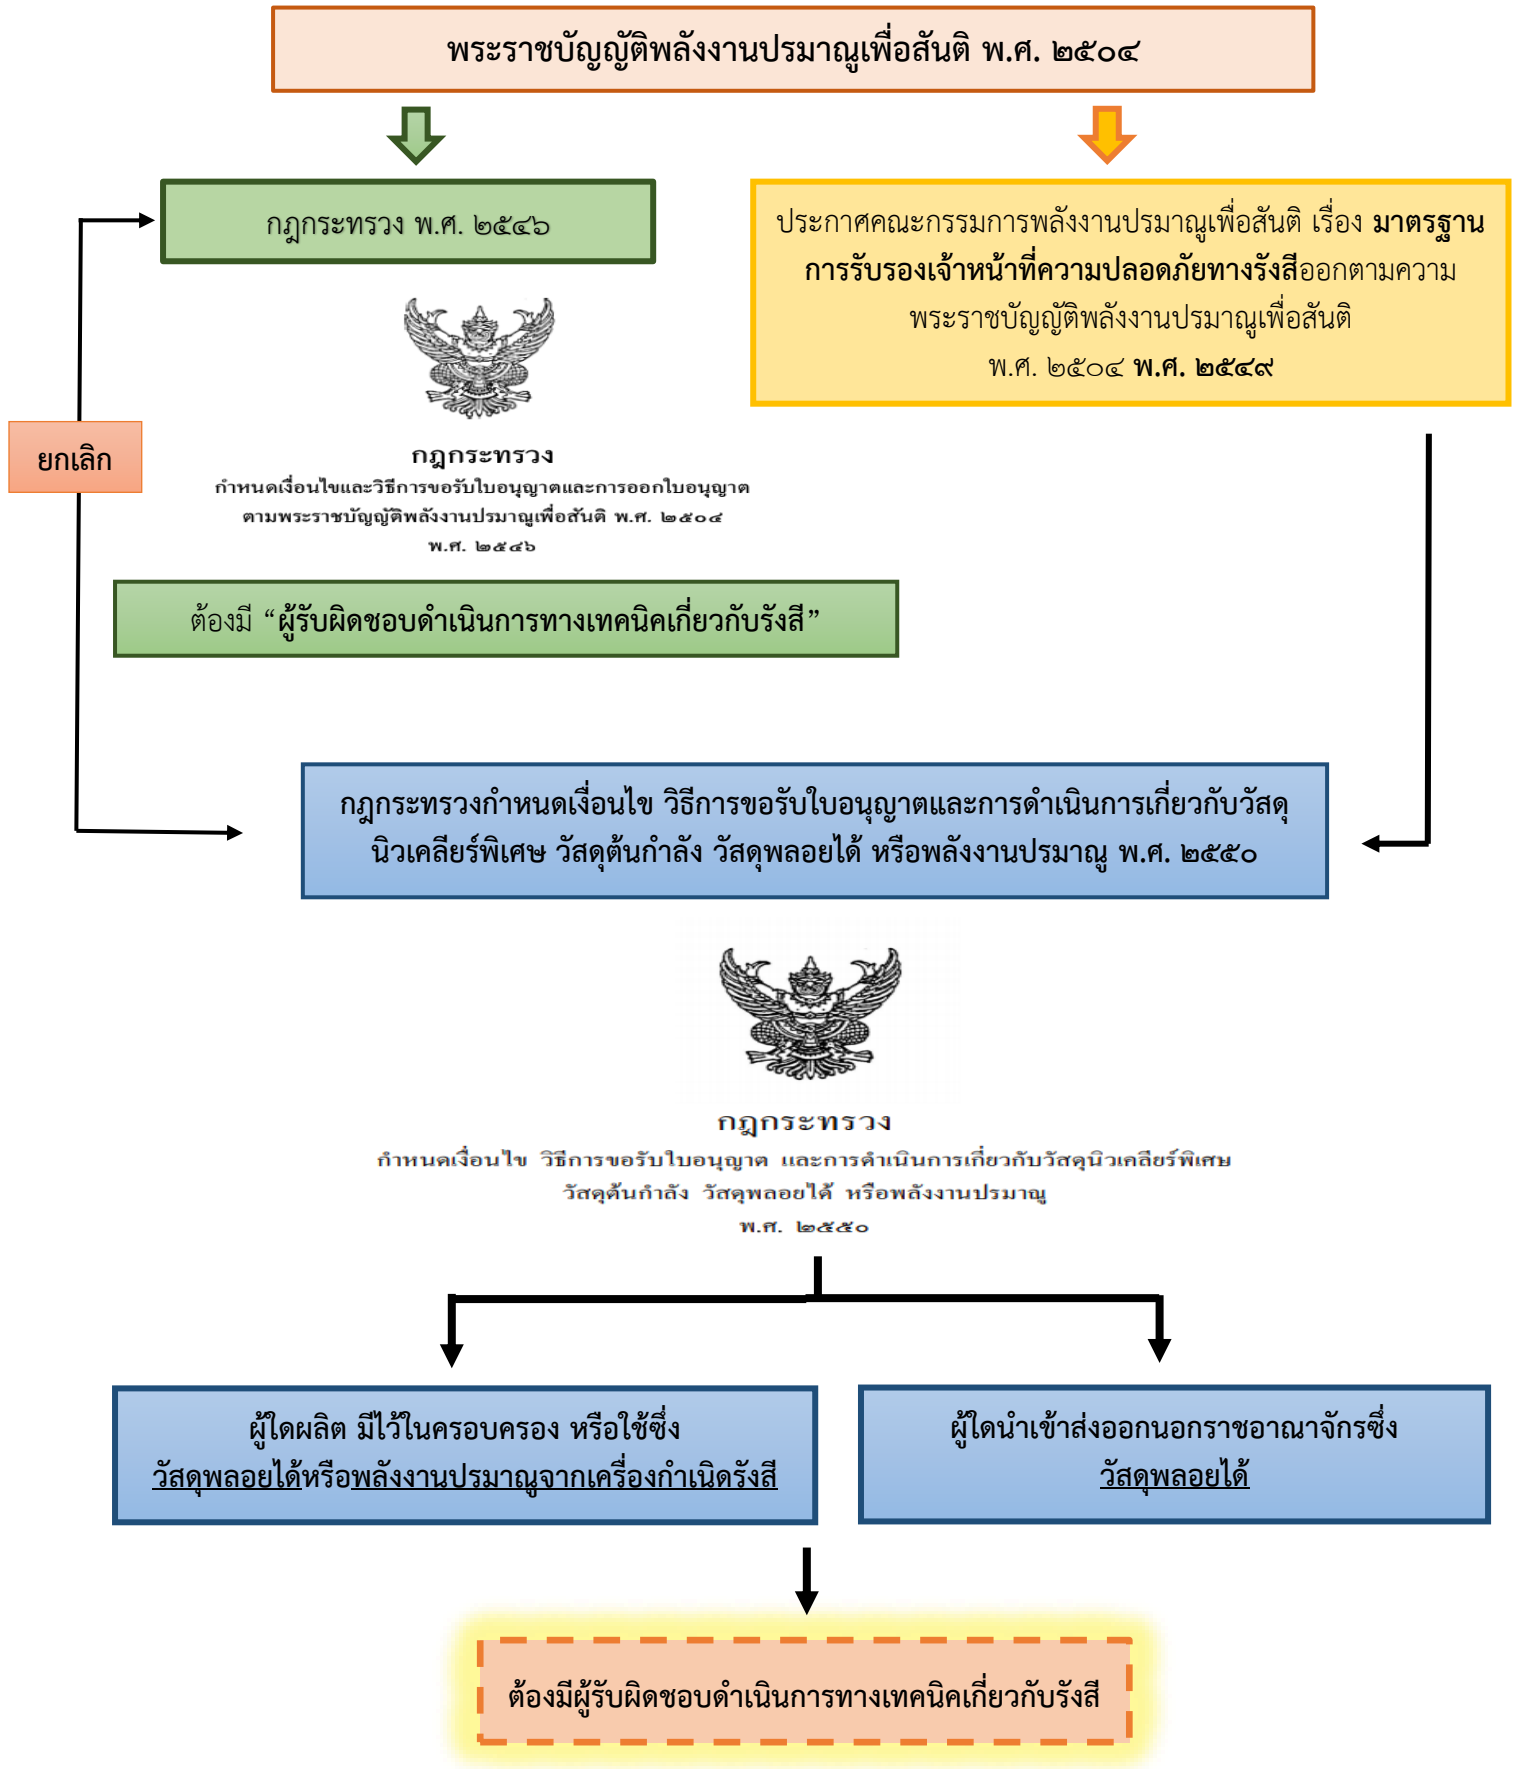 พระราชบัญญัติพลังงานปรมาณูเพื่อสันติ พ.ศ. ๒๕๐๔
กฎกระทรวง พ.ศ. ๒๕๔๖
ประกาศคณะกรรมการพลังงานปรมาณูเพื่อสันติ เรื่อง มาตรฐาน
การรับรองเจ้าหน้าที่ความปลอดภัยทางรังสีออกตามความ
พระราชบัญญัติพลังงานปรมาณูเพื่อสันติ
พ.ศ. ๒๕๐๔ พ.ศ. ๒๕๔๙
ยกเลิก
กฎกระทรวง
กำหนดเงื่อนไขและวิธีการขอรับใบอนุญาตและการออกใบอนุญาต
ตามพระราชบัญญัติพลังงานปรมาณูเพื่อสันติ พ.ศ. ๒๕๐๔
พ.ศ. ๒๕๔๖
ต้องมี “ผู้รับผิดชอบดำเนินการทางเทคนิคเกี่ยวกับรังสี”
กฎกระทรวงกำหนดเงื่อนไข วิธีการขอรับใบอนุญาตและการดำเนินการเกี่ยวกับวัสดุ
นิวเคลียร์พิเศษ วัสดุต้นกำลัง วัสดุพลอยได้ หรือพลังงานปรมาณู พ.ศ. ๒๕๕๐
กฎกระทรวง
กำหนดเงื่อนไข วิธีการขอรับใบอนุญาต และการดำเนินการเกี่ยวกับวัสดุนิวเคลียร์พิเศษ
วัสดุต้นกำลัง วัสดุพลอยได้ หรือพลังงานปรมาณู
พ.ศ. ๒๕๕๐
ผู้ใดผลิต มีไว้ในครอบครอง หรือใช้ซึ่ง
วัสดุพลอยได้หรือพลังงานปรมาณูจากเครื่องกำเนิดรังสี
ผู้ใดนำเข้าส่งออกนอกราชอาณาจักรซึ่ง
วัสดุพลอยได้
ต้องมีผู้รับผิดชอบดำเนินการทางเทคนิคเกี่ยวกับรังสี